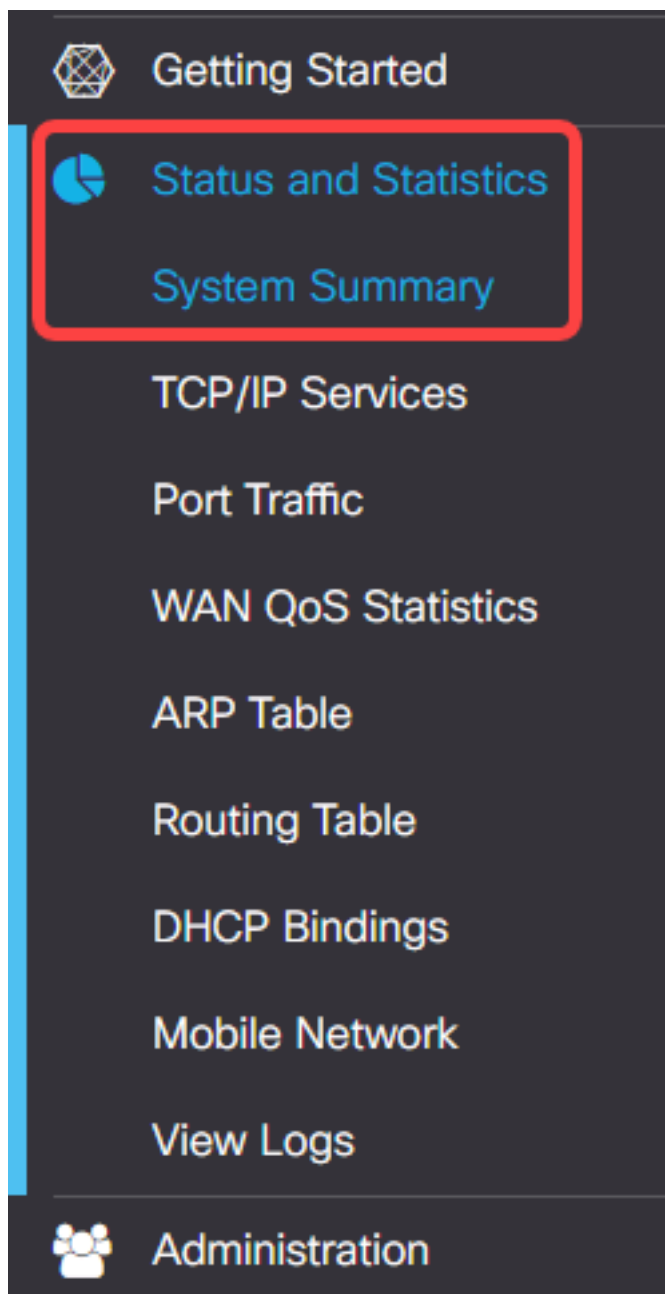 Getting Started
Status and Statistics
System Summary
TCP/IP Services
Port Traffic
WAN QoS Statistics
ARP Table
Routing Table
DHCP Bindings
Mobile Network
View Logs
Administration